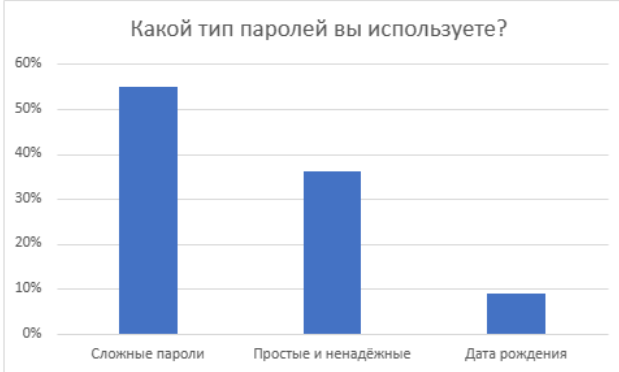 Какой тип паролей вы используете?
60%
50%
40%
30%
20%
10%
0%
Сложные пароли
Простые и ненадёжные
Дата рождения